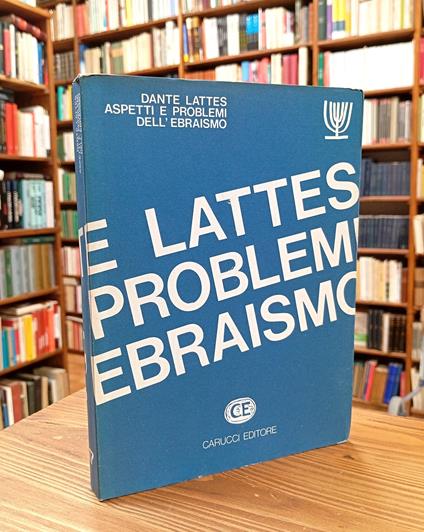 DANTE LATTES
ASPETTI E PROBLEMI
DELL'EBRAISMO
E LATTES
PROBLEMI
EBRAISMO
CE
CARUCCI EDITORE